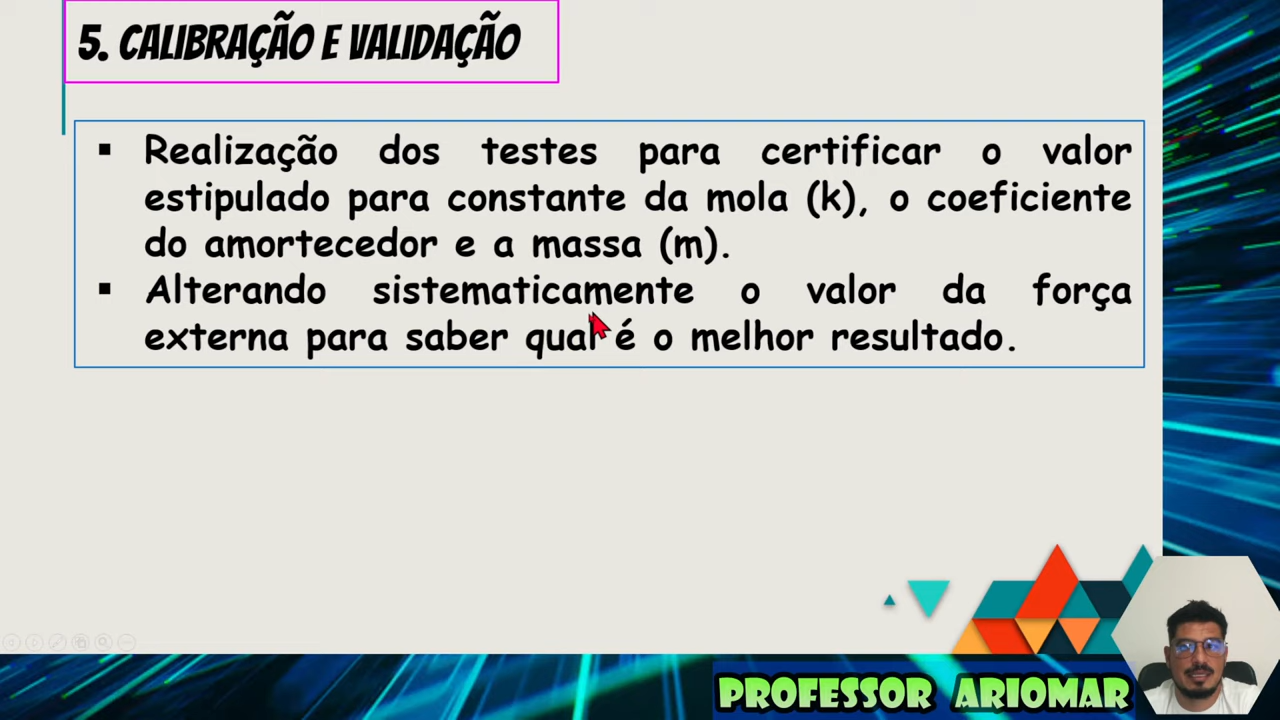 5. CALIBRAÇÃO E VALIDAÇÃO
▪ Realização dos testes para certificar o valor
estipulado para constante da mola (k), o coeficiente
do amortecedor e a massa (m).
▪ Alterando sistematicamente o valor da força
externa para saber qual é o melhor resultado.
PROFESSOR ARIOMAR